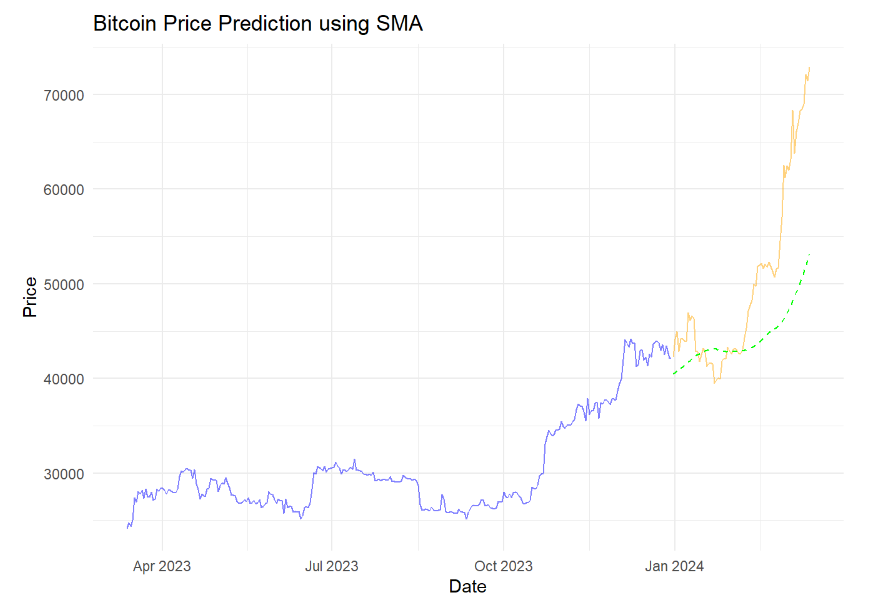 Bitcoin Price Prediction using SMA
70000
60000
50000
40000
30000
Price
Apr 2023
Jul 2023
Oct 2023
Jan 2024
Date